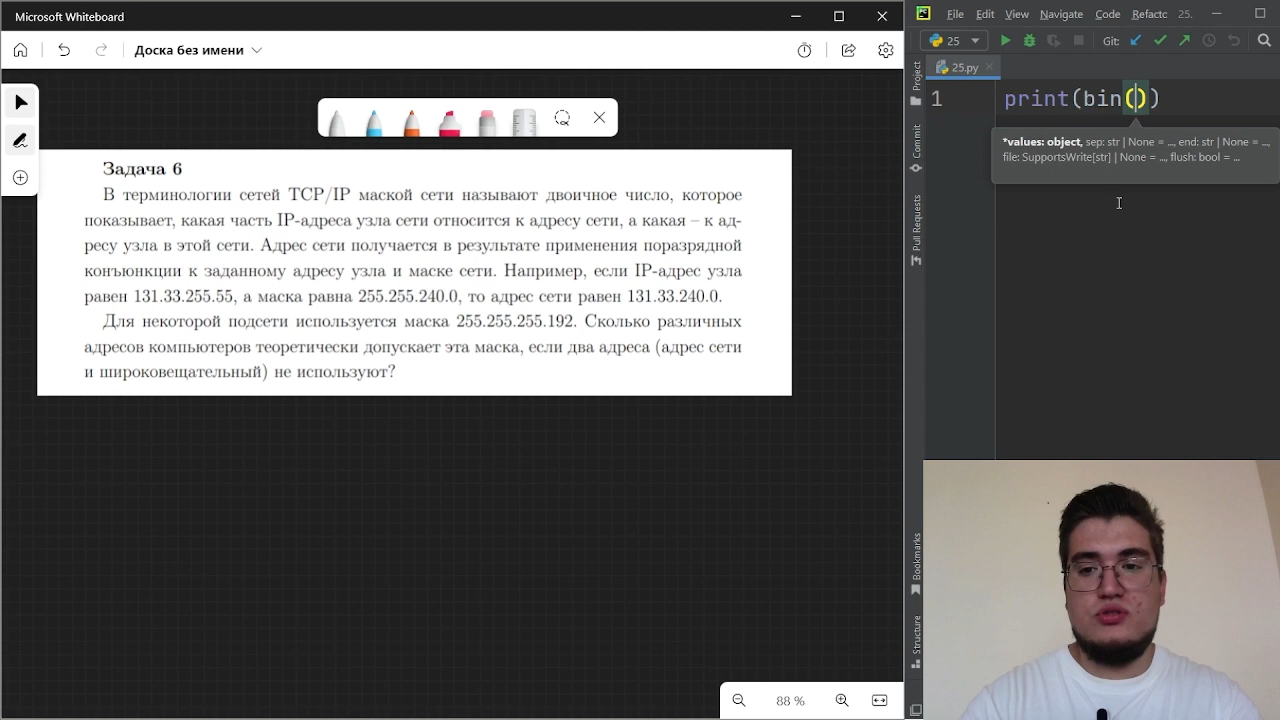 Microsoft Whiteboard
Доска без имени
Задача 6
В терминологии сетей TCP/IP маской сети называют двоичное число, которое
показывает, какая часть IP-адреса узла сети относится к адресу сети, а какая – к ад-
ресу узла в этой сети. Адрес сети получается в результате применения поразрядной
конъюнкции к заданному адресу узла и маске сети. Например, если IP-адрес узла
равен 131.33.255.55, а маска равна 255.255.240.0, то адрес сети равен 131.33.240.0.
Для некоторой подсети используется маска 255.255.255.192. Сколько различных
адресов компьютеров теоретически допускает эта маска, если два адреса (адрес сети
и широковещательный) не используют?
88 %
File Edit View Navigate Code Refactc 25.
25 Git:
25.py
1 print(bin())
*values: object, sep: str | None = ..., end: str | None = ...,
file: SupportsWrite[str] | None = ..., flush: bool = ...
Project
Commit
Pull Requests
Bookmarks
Structure